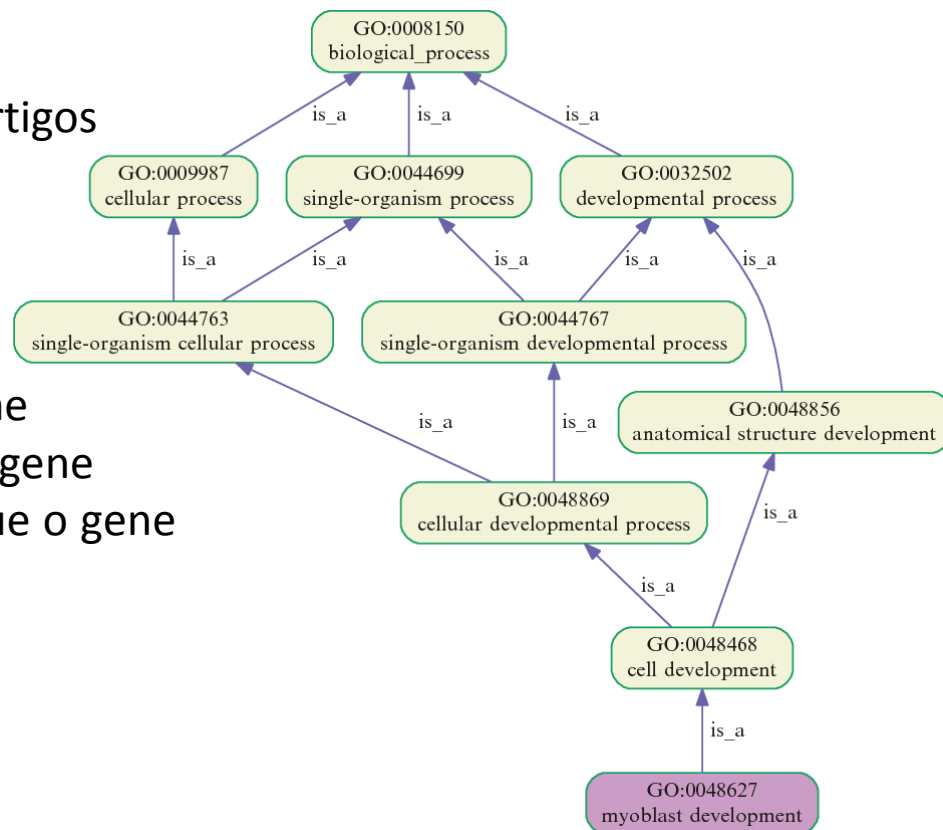 GO:0008150
biological_process
rtigos
is_a
is_a
is_a
GO:0009987
cellular process
GO:0044699
single-organism process
GO:0032502
developmental process
is_a
is_a
is_a
is_a
is_a
GO:0044763
single-organism cellular process
GO:0044767
single-organism developmental process
GO:0048856
anatomical structure development
is_a
is_a
gene
ue o gene
GO:0048869
cellular developmental process
is_a
is_a
GO:0048468
cell development
is_a
GO:0048627
myoblast development